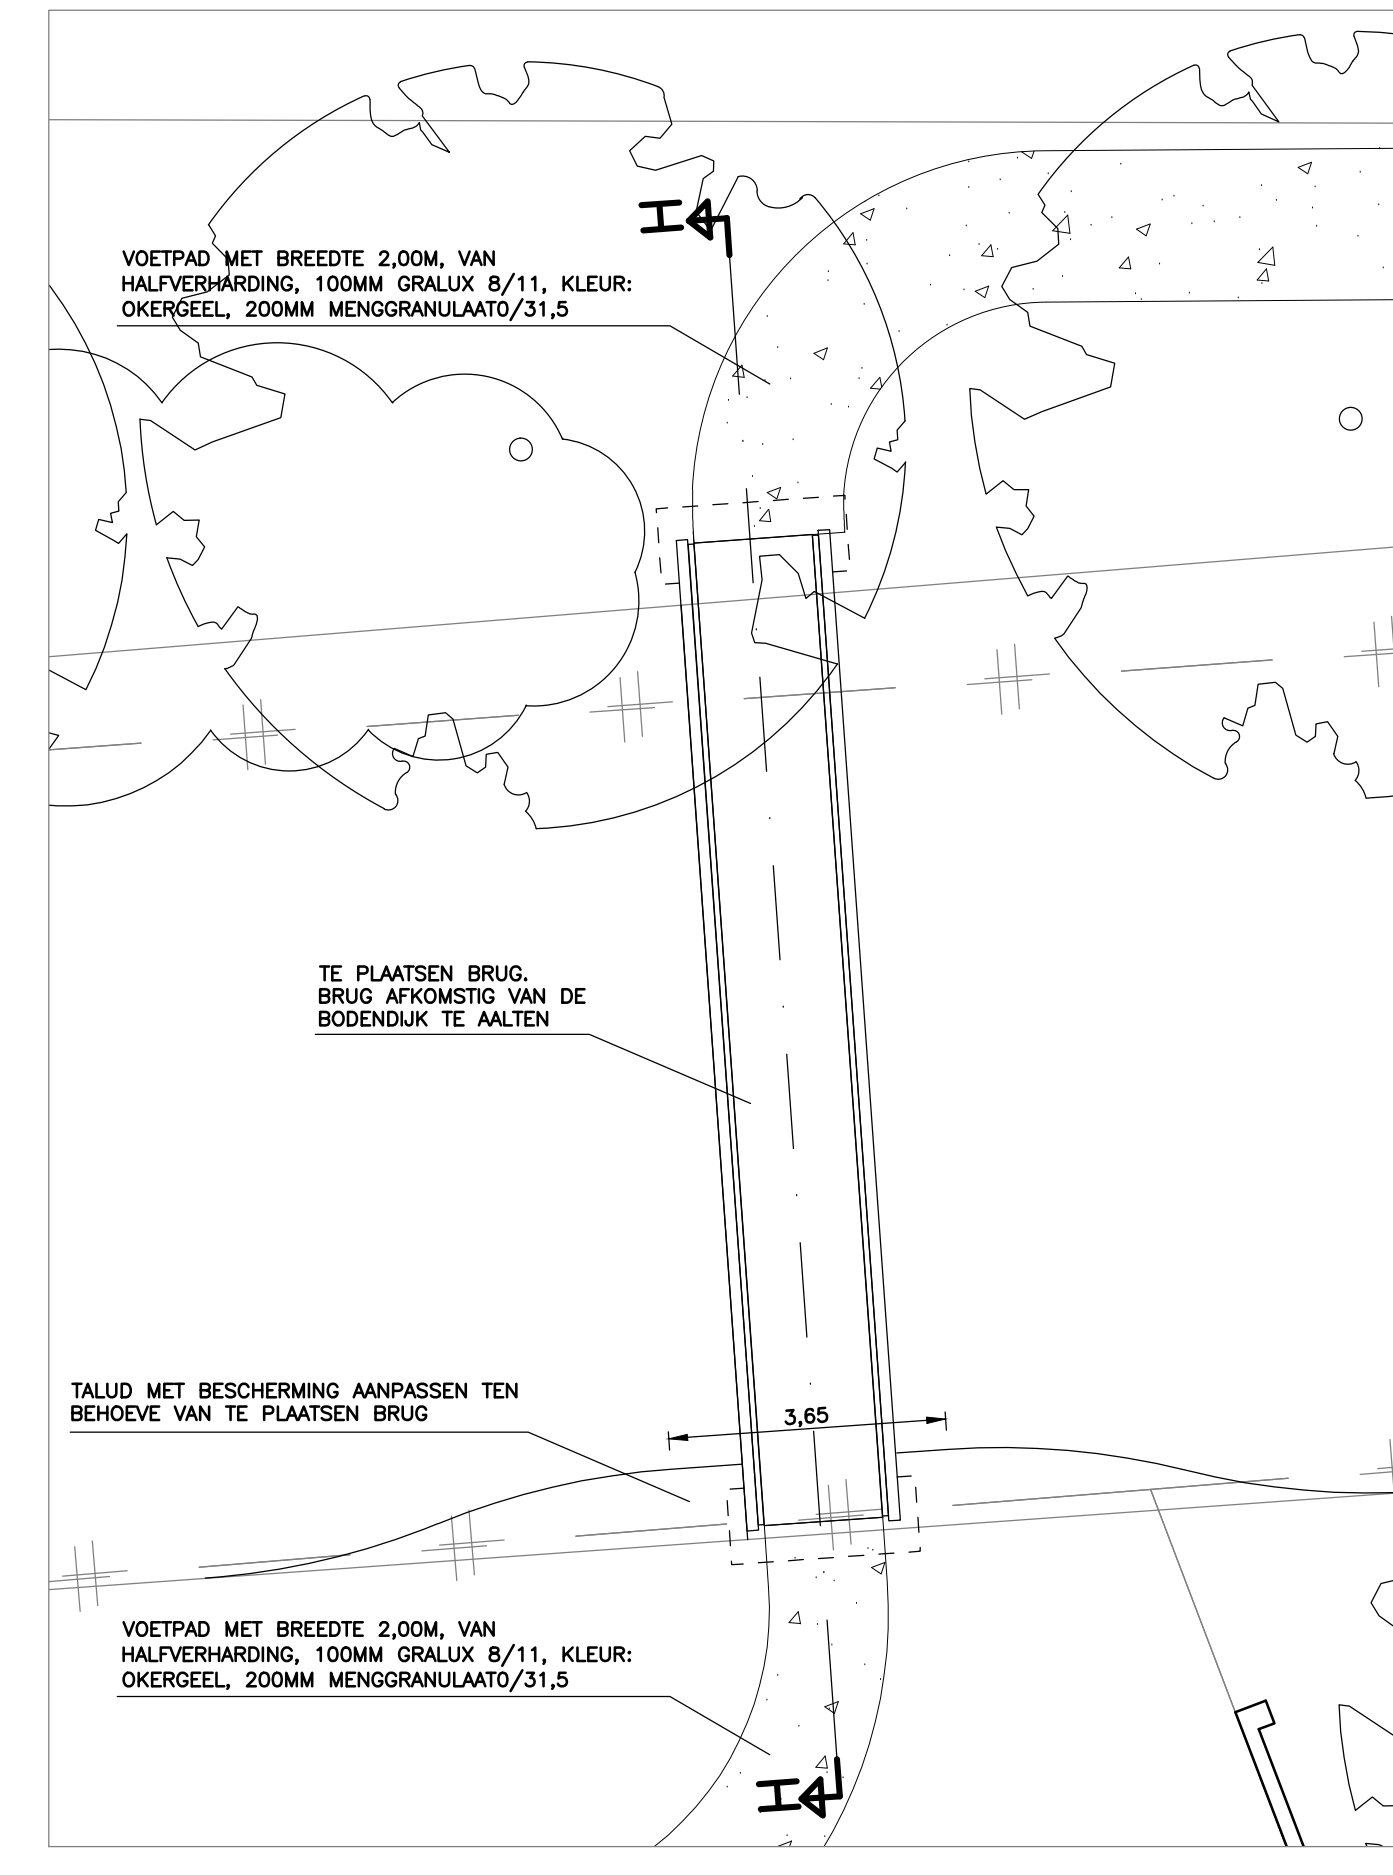 H
VOETPAD MET BREEDTE 2,00M, VAN
HALFVERHARDING, 100MM GRALUX 8/11, KLEUR:
OKERGEEL, 200MM MENGGRANULAAT0/31,5
TE PLAATSEN BRUG.
BRUG AFKOMSTIG VAN DE
BODENDIJK TE AALTEN
TALUD MET BESCHERMING AANPASSEN TEN
BEHOEVE VAN TE PLAATSEN BRUG
3,65
VOETPAD MET BREEDTE 2,00M, VAN
HALFVERHARDING, 100MM GRALUX 8/11, KLEUR:
OKERGEEL, 200MM MENGGRANULAAT0/31,5
H